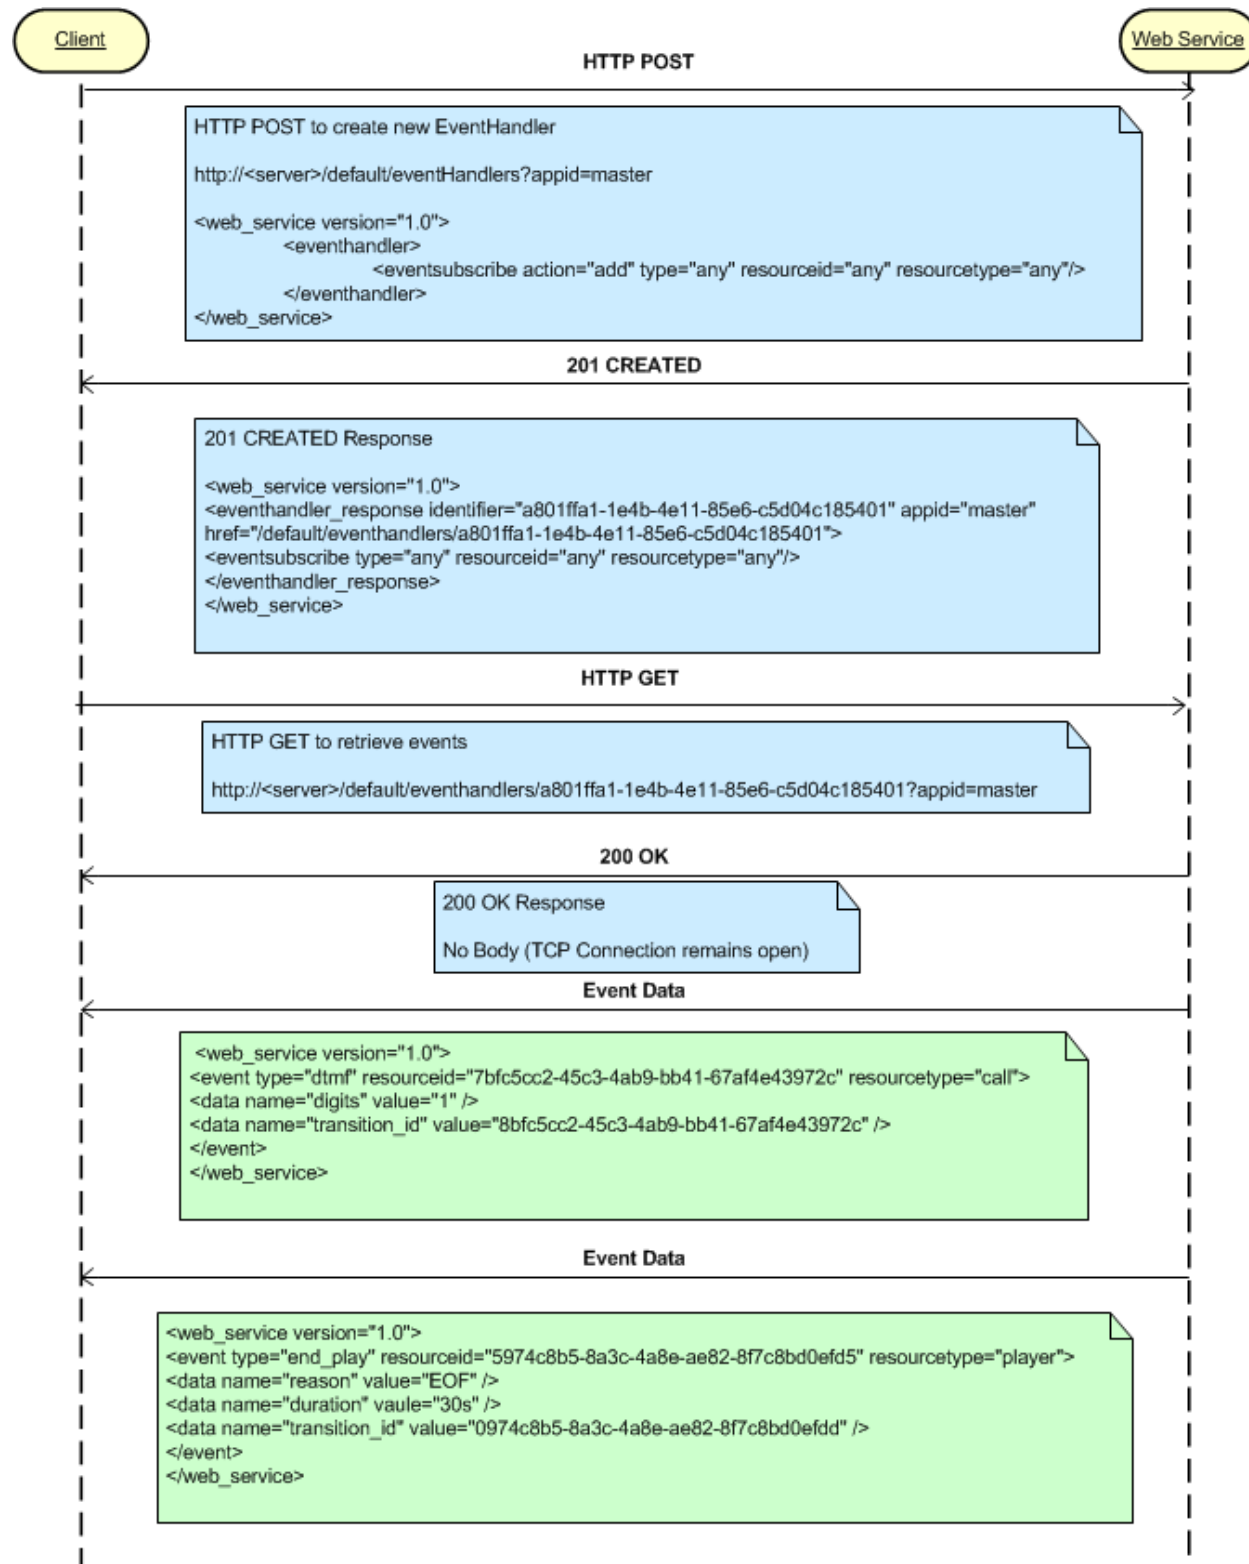 Client
Web Service
HTTP POST
HTTP POST to create new EventHandler
http://<server>/default/eventHandlers?appid=master
<web_service version="1.0">
<eventhandler>
<eventsubscribe action="add" type="any" resourceid="any" resourcetype="any"/>
</eventhandler>
</web_service>
201 CREATED
201 CREATED Response
<web_service version="1.0">
<eventhandler_response identifier="a801ffa1-1e4b-4e11-85e6-c5d04c185401" appid="master"
href="/default/eventhandlers/a801ffa1-1e4b-4e11-85e6-c5d04c185401">
<eventsubscribe type="any" resourceid="any" resourcetype="any"/>
</eventhandler_response>
</web_service>
HTTP GET
HTTP GET to retrieve events
http://<server>/default/eventhandlers/a801ffa1-1e4b-4e11-85e6-c5d04c185401?appid=master
200 OK
200 OK Response
No Body (TCP Connection remains open)
Event Data
<web_service version="1.0">
<event type="dtmf" resourceid="7bfc5cc2-45c3-4ab9-bb41-67af4e43972c" resourcetype="call">
<data name="digits" value="1" />
<data name="transition_id" value="8bfc5cc2-45c3-4ab9-bb41-67af4e43972c" />
</event>
</web_service>
Event Data
<web_service version="1.0">
<event type="end_play" resourceid="5974c8b5-8a3c-4a8e-ae82-8f7c8bd0efd5" resourcetype="player">
<data name="reason" value="EOF" />
<data name="duration" vaule="30s" />
<data name="transition_id" value="0974c8b5-8a3c-4a8e-ae82-8f7c8bd0efdd" />
</event>
</web_service>